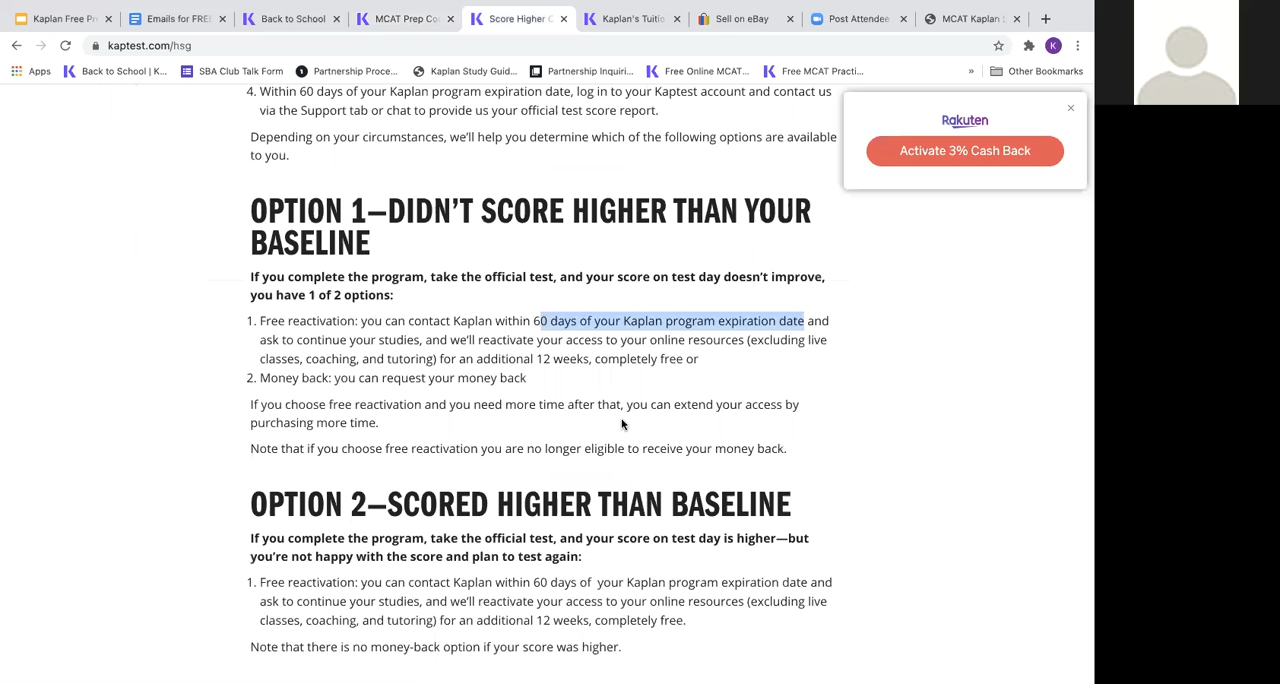 Kaplan Free Pr
Emails for FREE
Back to School
MCAT Prep Co
Score Higher
Kaplan's Tuitio
Sell on eBay
Post Attendee
MCAT Kaplan
kaptest.com/hsg
K
Apps
Back to School | K...
SBA Club Talk Form
Partnership Proce...
Kaplan Study Guid...
Partnership Inquiri...
Free Online MCAT...
Free MCAT Practi...
»
Other Bookmarks
4. Within 60 days of your Kaplan program expiration date, log in to your Kaptest account and contact us
via the Support tab or chat to provide us your official test score report.
Depending on your circumstances, we'll help you determine which of the following options are available
to you.
Rakuten
Activate 3% Cash Back
OPTION 1—DIDN'T SCORE HIGHER THAN YOUR
BASELINE
If you complete the program, take the official test, and your score on test day doesn't improve,
you have 1 of 2 options:
1. Free reactivation: you can contact Kaplan within 60 days of your Kaplan program expiration date and
ask to continue your studies, and we'll reactivate your access to your online resources (excluding live
classes, coaching, and tutoring) for an additional 12 weeks, completely free or
2. Money back: you can request your money back
If you choose free reactivation and you need more time after that, you can extend your access by
purchasing more time.
Note that if you choose free reactivation you are no longer eligible to receive your money back.
OPTION 2—SCORED HIGHER THAN BASELINE
If you complete the program, take the official test, and your score on test day is higher—but
you're not happy with the score and plan to test again:
1. Free reactivation: you can contact Kaplan within 60 days of your Kaplan program expiration date and
ask to continue your studies, and we'll reactivate your access to your online resources (excluding live
classes, coaching, and tutoring) for an additional 12 weeks, completely free.
Note that there is no money-back option if your score was higher.